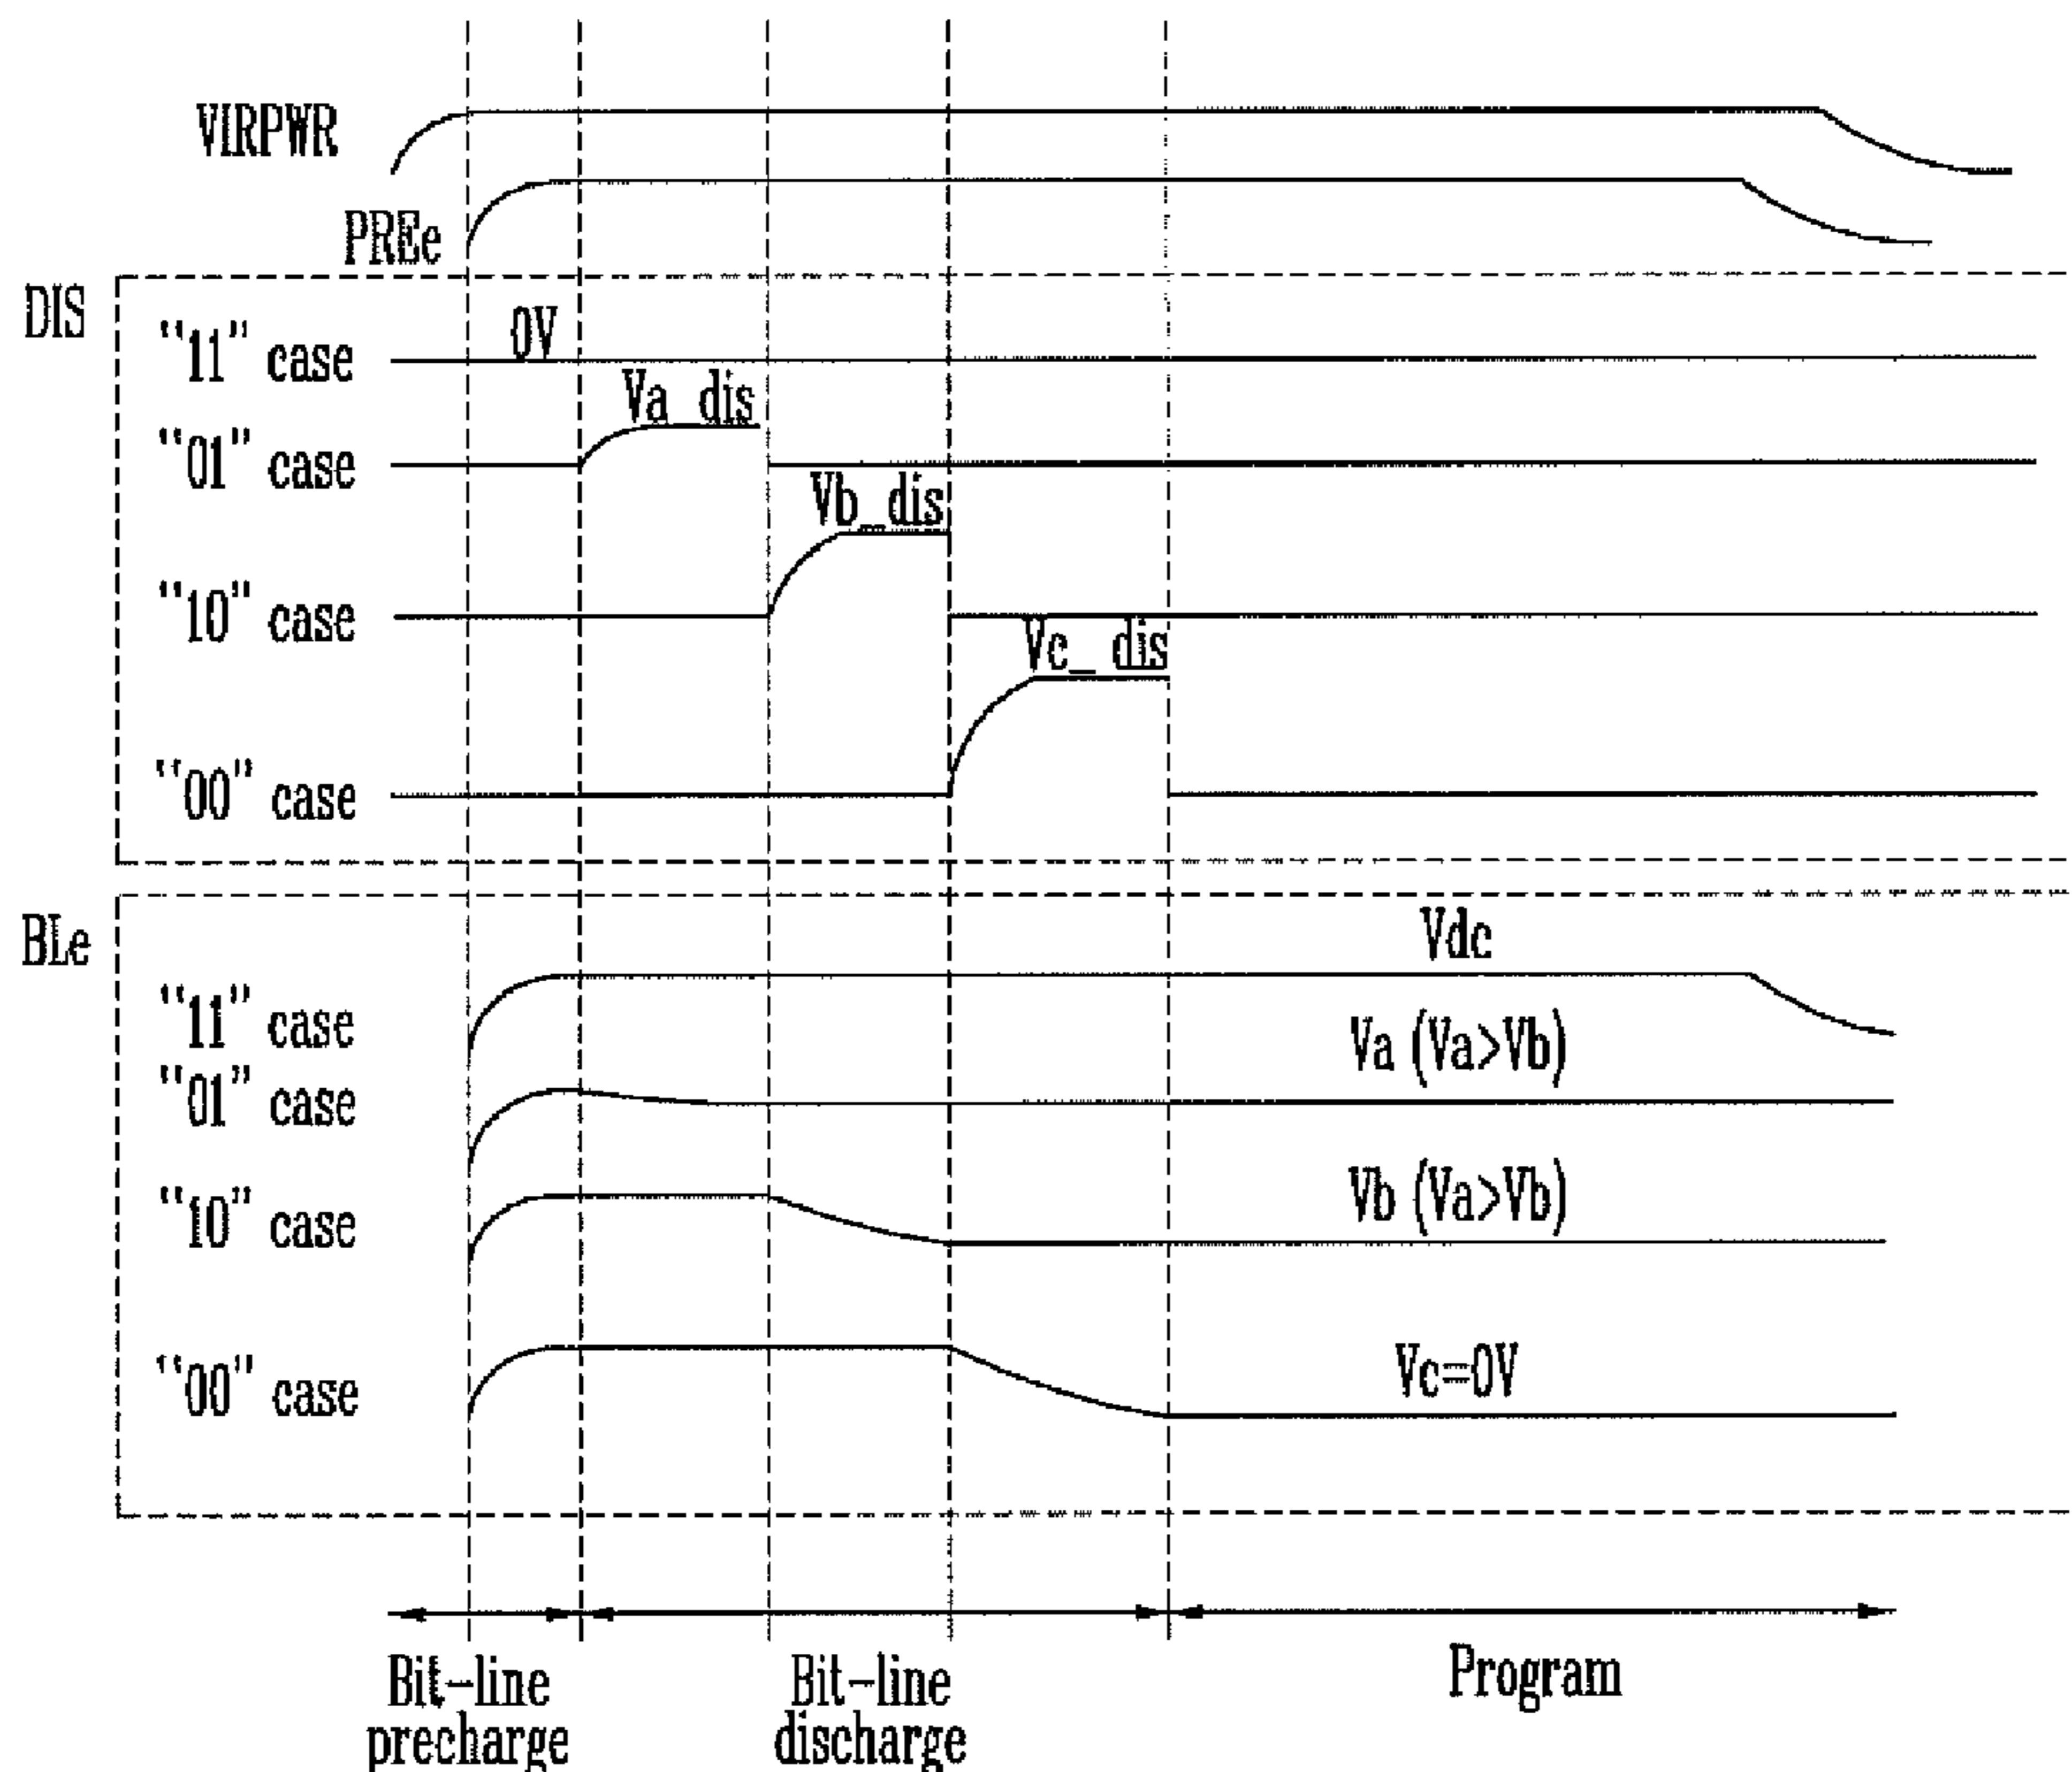 VIRPWR
PREe
DIS
"11" case
0V
"01" case
Va_dis
"10" case
Vb_dis
"00" case
Vc_ dis
BLe
"11" case
Vdc
"01" case
Va (Va>Vb)
"10" case
Vb (Va>Vb)
"00" case
Vc=0V
Bit-line
precharge
Bit-line
discharge
Program